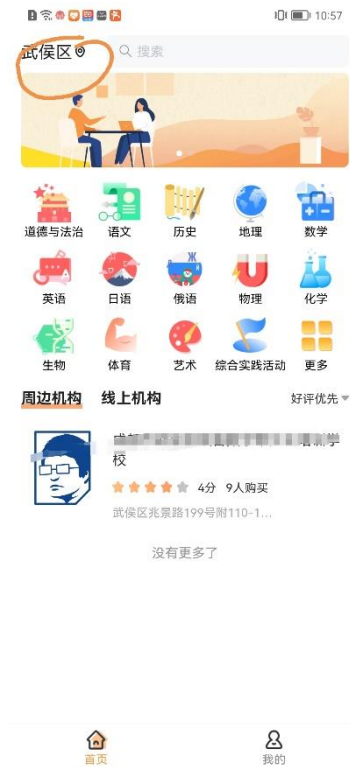 10:57
武侯区
搜索
道德与法治 语文 历史 地理 数学
英语 日语 俄语 物理 化学
生物 体育 艺术 综合实践活动 更多
周边机构 线上机构 好评优先
校
4分 9人购买
武侯区兆景路199号附110-1...
没有更多了
首页 我的